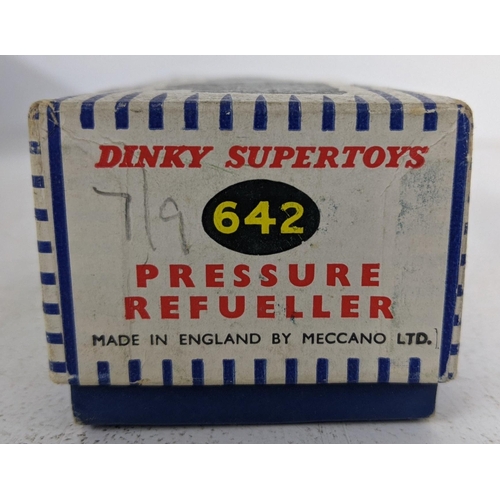 DINKY SUPERTOYS
7/9
642
PRESSURE
REFUELLER
MADE IN ENGLAND BY MECCANO LTD.